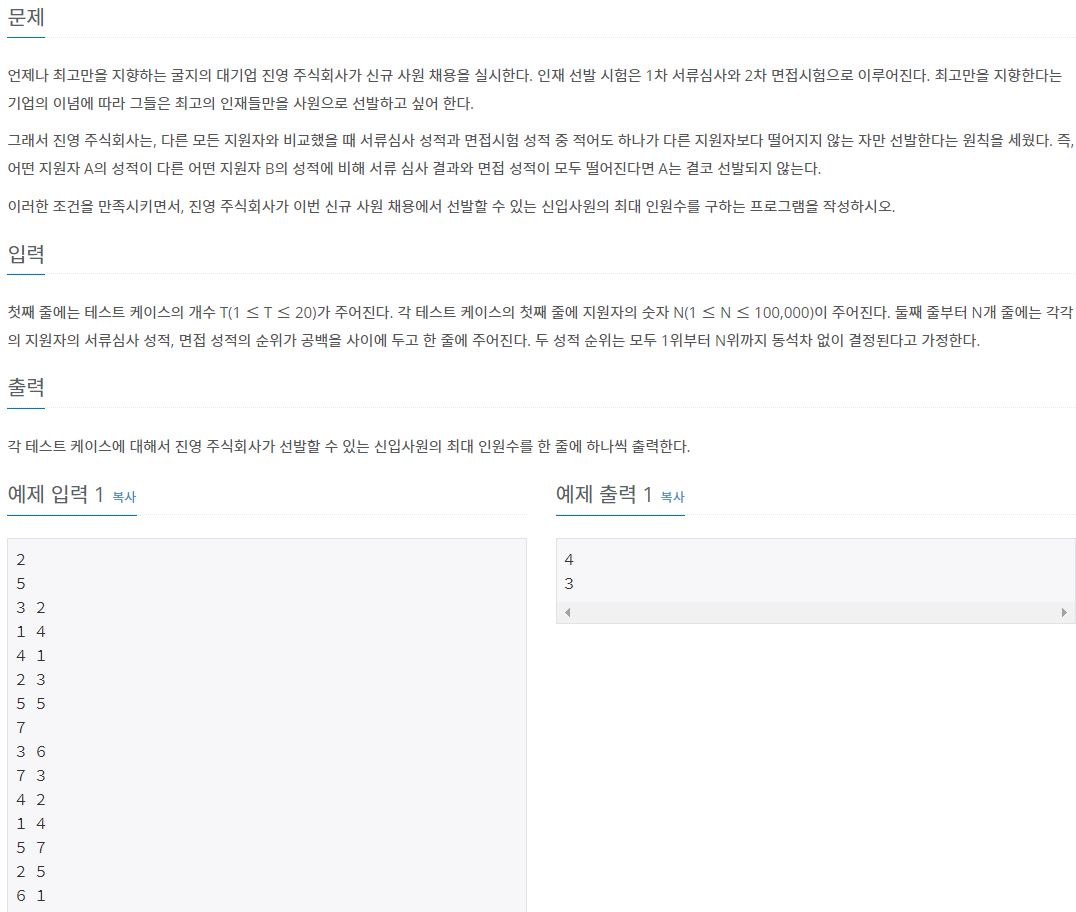 문제
언제나 최고만을 지향하는 굴지의 대기업 진영 주식회사가 신규 사원 채용을 실시한다. 인재 선발 시험은 1차 서류심사와 2차 면접시험으로 이루어진다. 최고만을 지향한다는
기업의 이념에 따라 그들은 최고의 인재들만을 사원으로 선발하고 싶어 한다.
그래서 진영 주식회사는, 다른 모든 지원자와 비교했을 때 서류심사 성적과 면접시험 성적 중 적어도 하나가 다른 지원자보다 떨어지지 않는 자만 선발한다는 원칙을 세웠다. 즉,
어떤 지원자 A의 성적이 다른 어떤 지원자 B의 성적에 비해 서류 심사 결과와 면접 성적이 모두 떨어진다면 A는 결코 선발되지 않는다.
이러한 조건을 만족시키면서, 진영 주식회사가 이번 신규 사원 채용에서 선발할 수 있는 신입사원의 최대 인원수를 구하는 프로그램을 작성하시오.
입력
첫째 줄에는 테스트 케이스의 개수 T(1 ≤ T ≤ 20)가 주어진다. 각 테스트 케이스의 첫째 줄에 지원자의 숫자 N(1 ≤ N ≤ 100,000)이 주어진다. 둘째 줄부터 N개 줄에는 각각
의 지원자의 서류심사 성적, 면접 성적의 순위가 공백을 사이에 두고 한 줄에 주어진다. 두 성적 순위는 모두 1위부터 N위까지 동석차 없이 결정된다고 가정한다.
출력
각 테스트 케이스에 대해서 진영 주식회사가 선발할 수 있는 신입사원의 최대 인원수를 한 줄에 하나씩 출력한다.
예제 입력 1 복사
2
5
3 2
1 4
4 1
2 3
5 5
7
3 6
7 3
4 2
1 4
5 7
2 5
6 1
예제 출력 1 복사
4
3